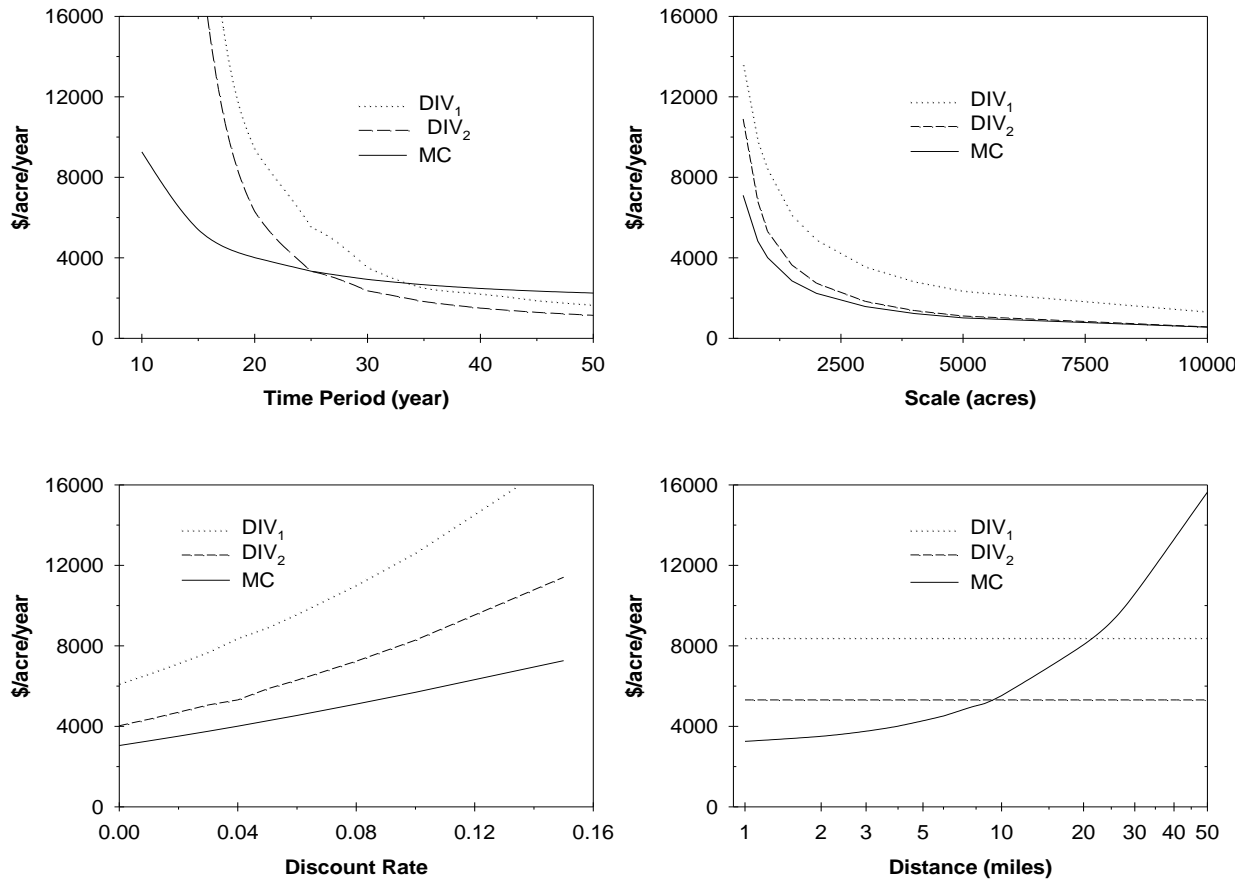 16000
12000
8000
4000
0
$/acre/year
DIV1
DIV2
MC
10 20 30 40 50
Time Period (year)
16000
12000
8000
4000
0
$/acre/year
DIV1
DIV2
MC
2500 5000 7500 10000
Scale (acres)
16000
12000
8000
4000
0
$/acre/year
DIV1
DIV2
MC
0.00 0.04 0.08 0.12 0.16
Discount Rate
16000
12000
8000
4000
0
$/acre/year
DIV1
DIV2
MC
1 2 3 5 10 20 30 40 50
Distance (miles)